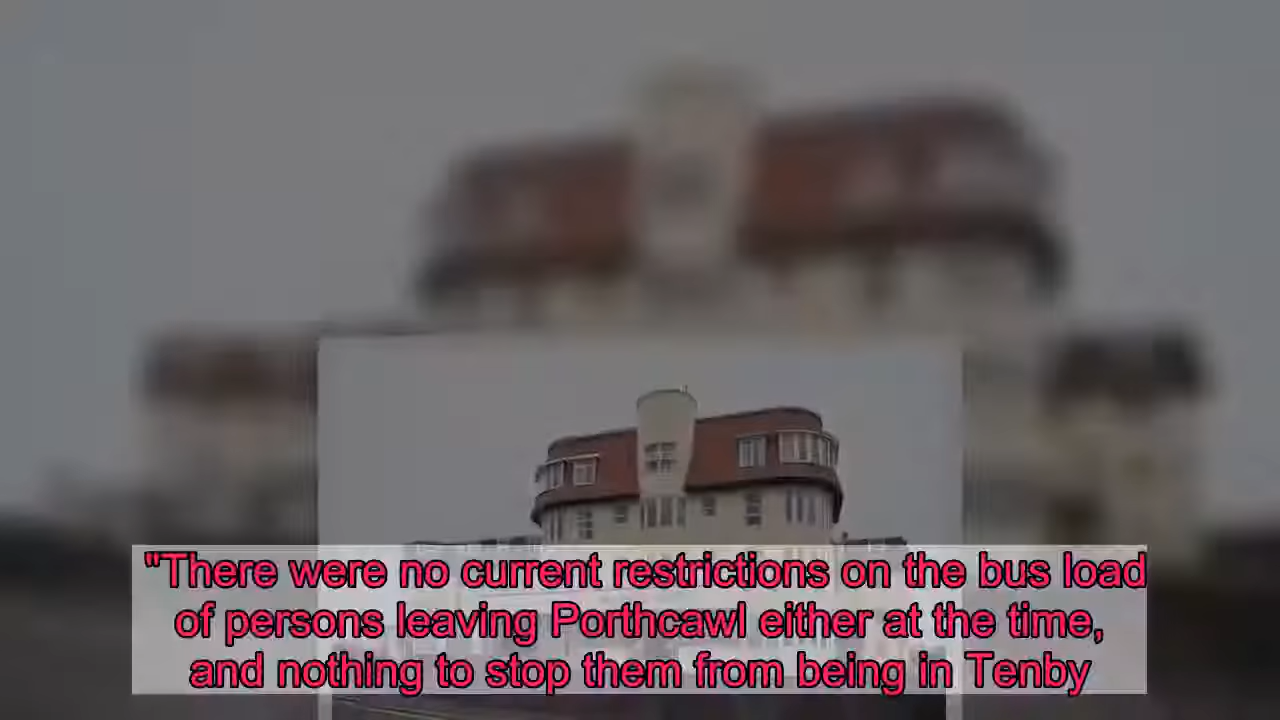 "There were no current restrictions on the bus load
of persons leaving Porthcawl either at the time,
and nothing to stop them from being in Tenby